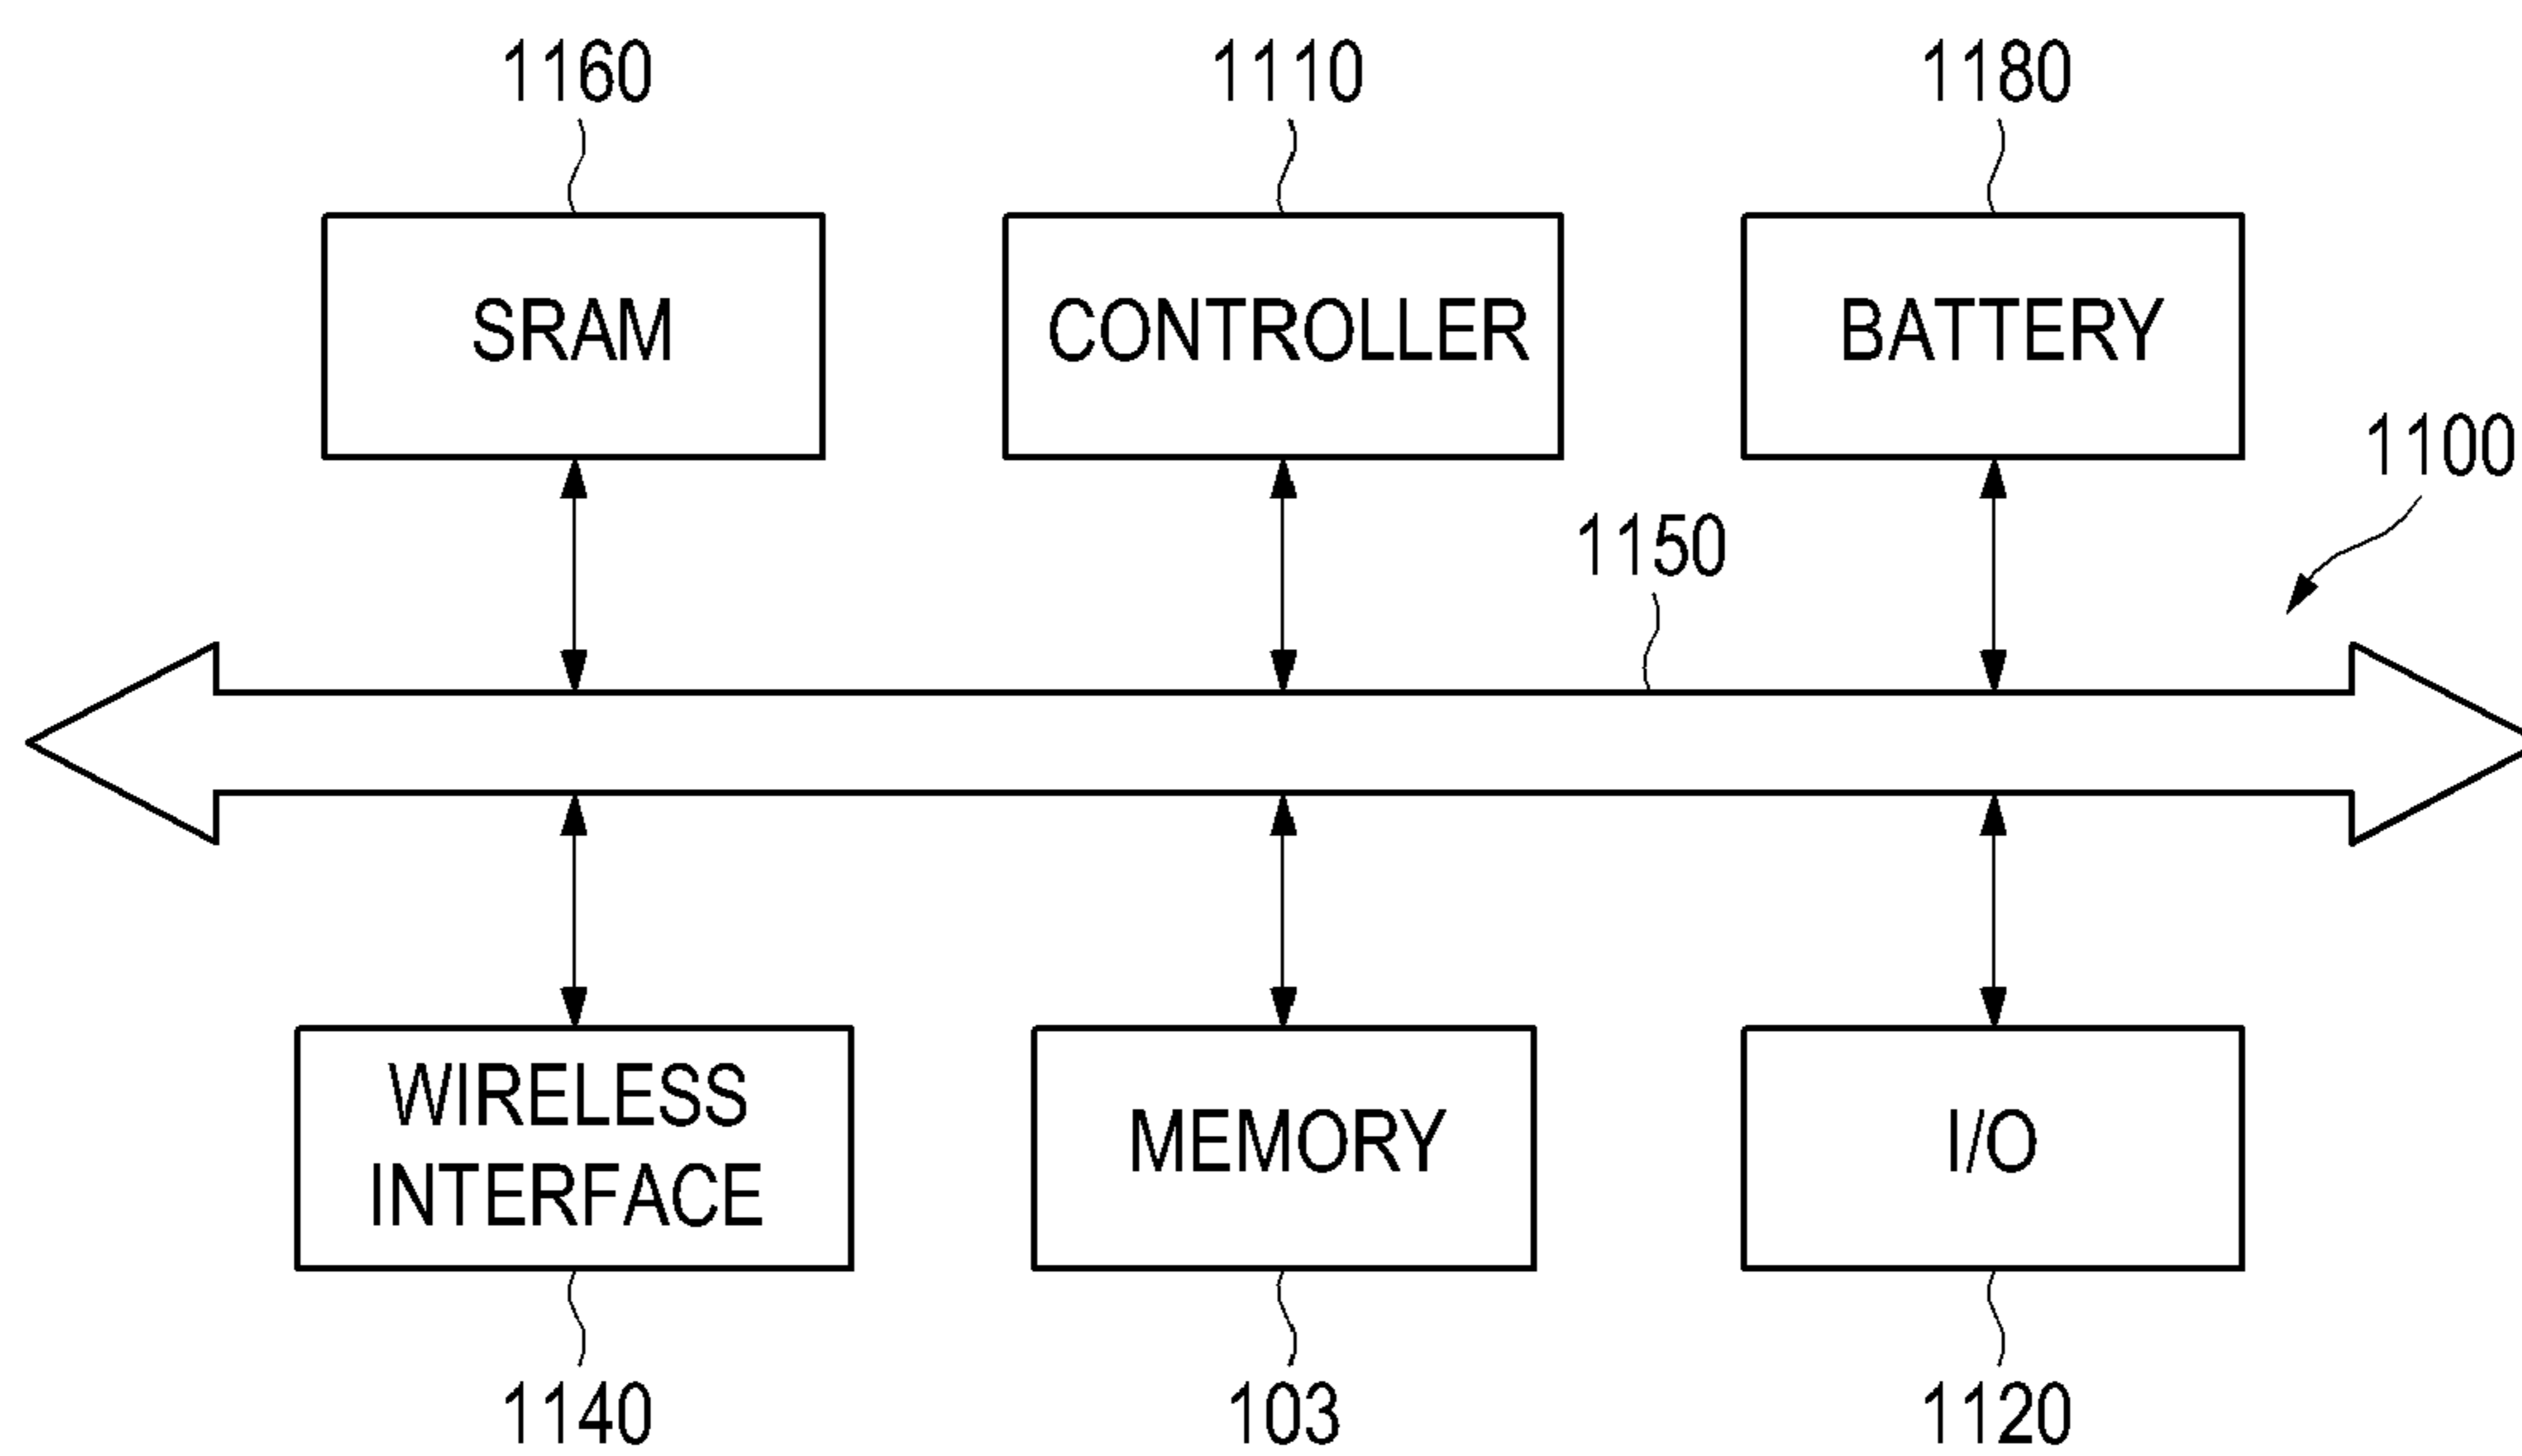 1160
1110
1180
SRAM
CONTROLLER
BATTERY
1100
1150
WIRELESS
INTERFACE
MEMORY
I/O
1140
103
1120